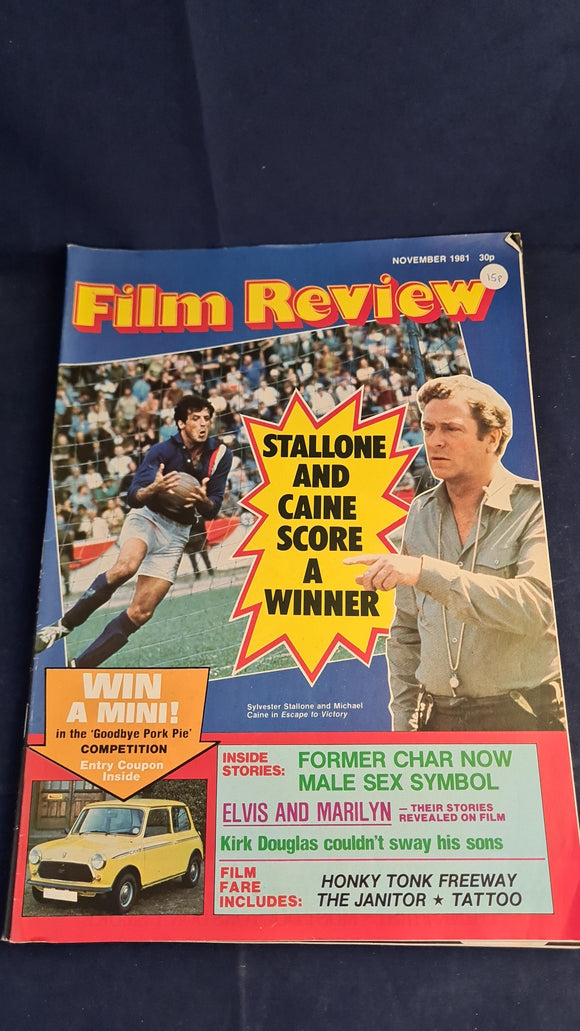 NOVEMBER 1981 30p
15P
Film Review
STALLONE
AND
CAINE
SCORE
A
WINNER
Sylvester Stallone and Michael
Caine in Escape to Victory
WIN
A MINI!
in the 'Goodbye Pork Pie'
COMPETITION
Entry Coupon
Inside
INSIDE
STORIES:
FORMER CHAR NOW
MALE SEX SYMBOL
ELVIS AND MARILYN – THEIR STORIES
REVEALED ON FILM
Kirk Douglas couldn't sway his sons
FILM
FARE
INCLUDES:
HONKY TONK FREEWAY
THE JANITOR ★ TATTOO